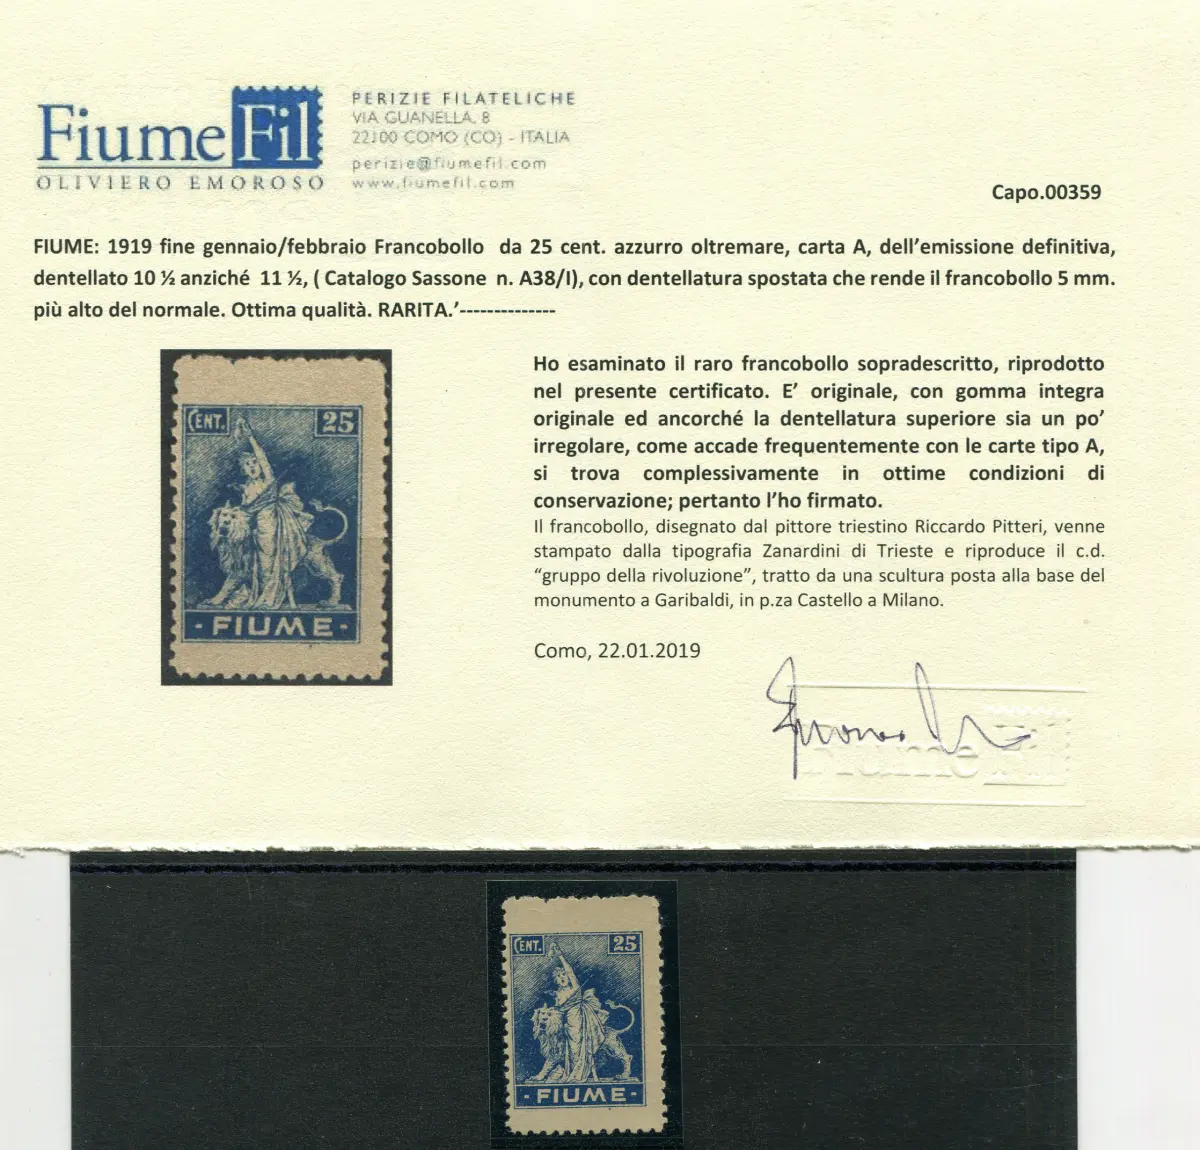 FiumeFil
OLIVIERO EMOROSO
PERIZIE FILATELICHE
VIA GUANELLA, 8
22100 COMO (CO) - ITALIA
perizie@fiumefil.com
www.fiumefil.com
Capo.00359
FIUME: 1919 fine gennaio/febbraio Francobollo da 25 cent. azzurro oltremare, carta A, dell'emissione definitiva,
dentellato 10 ½ anziché 11 ½, ( Catalogo Sassone n. A38/I), con dentellatura spostata che rende il francobollo 5 mm.
più alto del normale. Ottima qualità. RARITA.'--------------
CENT. 25
- FIUME -
Ho esaminato il raro francobollo sopradescritto, riprodotto
nel presente certificato. E' originale, con gomma integra
originale ed ancorché la dentellatura superiore sia un po'
irregolare, come accade frequentemente con le carte tipo A,
si trova complessivamente in ottime condizioni di
conservazione; pertanto l'ho firmato.
Il francobollo, disegnato dal pittore triestino Riccardo Pitteri, venne
stampato dalla tipografia Zanardini di Trieste e riproduce il c.d.
"gruppo della rivoluzione", tratto da una scultura posta alla base del
monumento a Garibaldi, in p.za Castello a Milano.
Como, 22.01.2019
FiumeFil
CENT. 25
- FIUME -